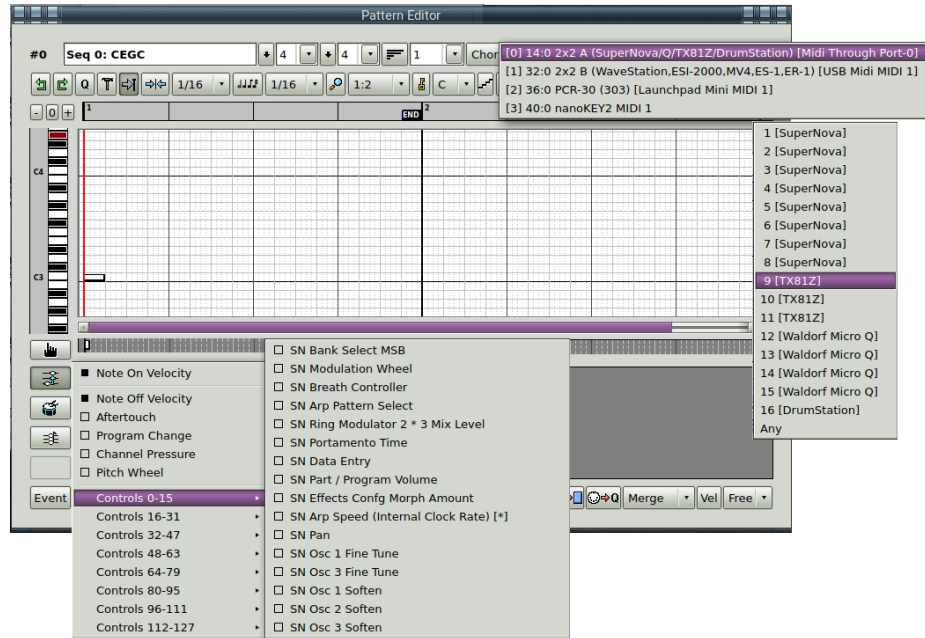 Pattern Editor
#0 Seq 0: CEGC 4 4 1 Chor
[0] 14:0 2x2 A (SuperNova/Q/TX81Z/DrumStation) [Midi Through Port-0]
[1] 32:0 2x2 B (WaveStation,ESI-2000,MV4,ES-1,ER-1) [USB Midi MIDI 1]
[2] 36:0 PCR-30 (303) [Launchpad Mini MIDI 1]
[3] 40:0 nanoKEY2 MIDI 1
Q T 1/16 1/16 1:2 C
- 0 + 1 END 2
1 [SuperNova]
2 [SuperNova]
3 [SuperNova]
4 [SuperNova]
5 [SuperNova]
6 [SuperNova]
7 [SuperNova]
8 [SuperNova]
9 [TX81Z]
10 [TX81Z]
11 [TX81Z]
12 [Waldorf Micro Q]
13 [Waldorf Micro Q]
14 [Waldorf Micro Q]
15 [Waldorf Micro Q]
16 [DrumStation]
Any
C4
C3
Note On Velocity
Note Off Velocity
Aftertouch
Program Change
Channel Pressure
Pitch Wheel
Controls 0-15
Controls 16-31
Controls 32-47
Controls 48-63
Controls 64-79
Controls 80-95
Controls 96-111
Controls 112-127
SN Bank Select MSB
SN Modulation Wheel
SN Breath Controller
SN Arp Pattern Select
SN Ring Modulator 2 * 3 Mix Level
SN Portamento Time
SN Data Entry
SN Part / Program Volume
SN Effects Confg Morph Amount
SN Arp Speed (Internal Clock Rate) [*]
SN Pan
SN Osc 1 Fine Tune
SN Osc 3 Fine Tune
SN Osc 1 Soften
SN Osc 2 Soften
SN Osc 3 Soften
Event Q Merge Vel Free